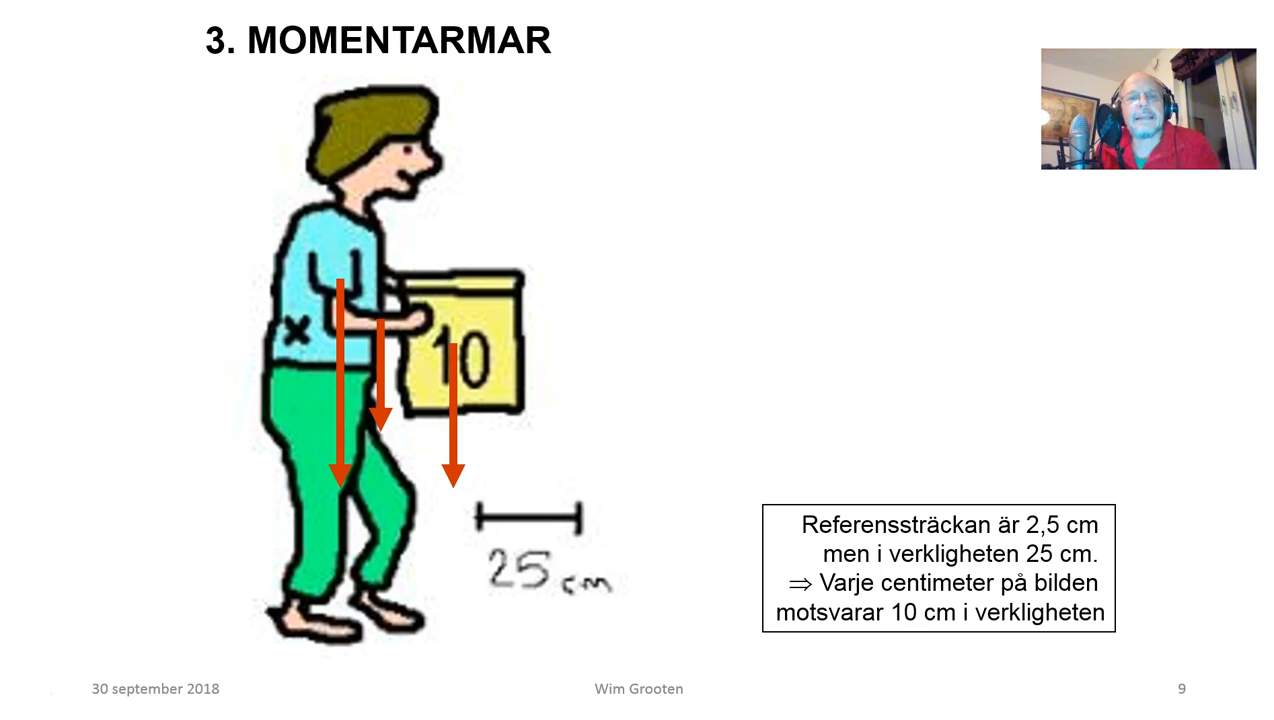 3. MOMENTARMAR
x
10
25 cm
Referenssträckan är 2,5 cm
men i verkligheten 25 cm.
⇒ Varje centimeter på bilden
motsvarar 10 cm i verkligheten
30 september 2018
Wim Grooten
9